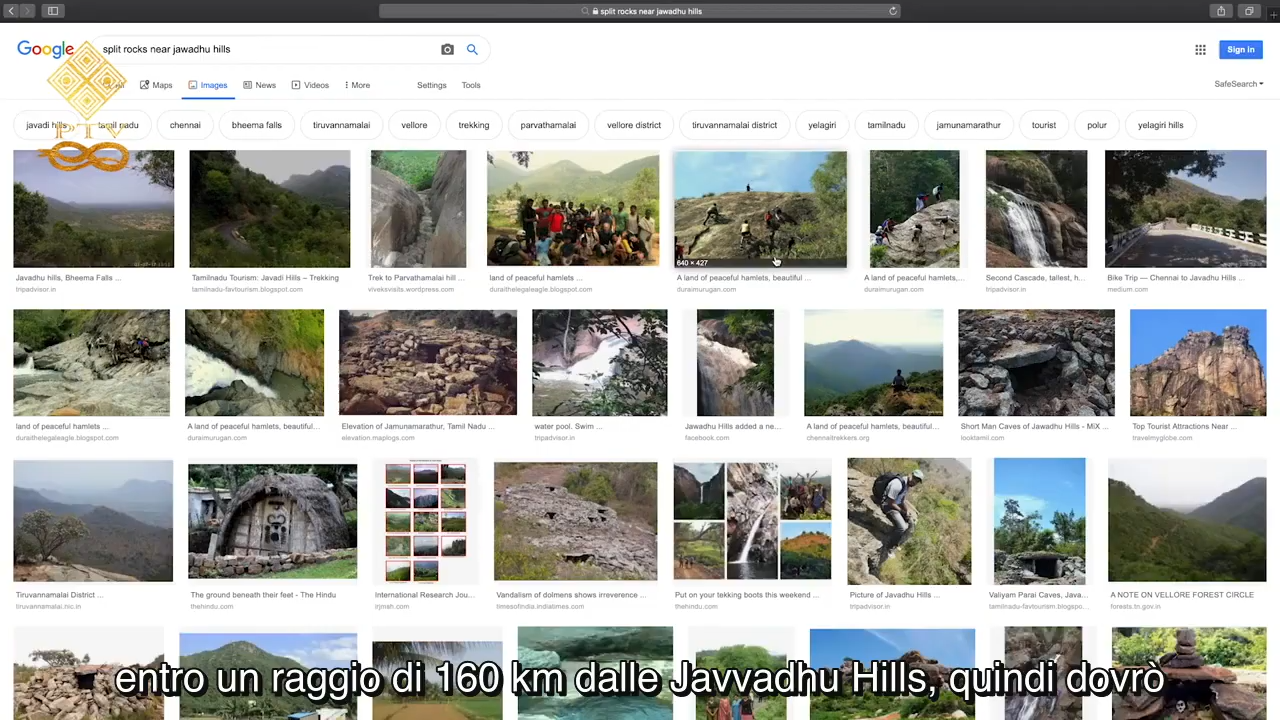 split rocks near jawadhu hills
Google
split rocks near jawadhu hills
Sign in
Maps
Images
News
Videos
More
Settings
Tools
SafeSearch
PTV
javadi hills
tamil nadu
chennai
bheema falls
tiruvannamalai
vellore
trekking
parvathamalai
vellore district
tiruvannamalai district
yelagiri
tamilnadu
jamunamarathur
tourist
polur
yelagiri hills
640 × 427
Javadhu hills, Bheema Falls ...
tripadvisor.in
Tamilnadu Tourism: Javadi Hills – Trekking
tamilnadu-favtourism.blogspot.com
Trek to Parvathamalai hill ...
viveksvisits.wordpress.com
land of peaceful hamlets ...
duraithelegaleagle.blogspot.com
A land of peaceful hamlets, beautiful ...
duraimurugan.com
A land of peaceful hamlets,...
duraimurugan.com
Second Cascade, tallest, h...
tripadvisor.in
Bike Trip — Chennai to Javadhu Hills ...
medium.com
land of peaceful hamlets ...
duraithelegaleagle.blogspot.com
A land of peaceful hamlets, beautiful...
duraimurugan.com
Elevation of Jamunamarathur, Tamil Nadu ...
elevation.maplogs.com
water pool. Swim ...
tripadvisor.in
Jawadhu Hills added a ne...
facebook.com
A land of peaceful hamlets, beautiful...
chennaitrekkers.org
Short Man Caves of Jawadhu Hills - MiX ...
looktamil.com
Top Tourist Attractions Near ...
travelmyglobe.com
Tiruvannamalai District ...
tiruvannamalai.nic.in
The ground beneath their feet - The Hindu
thehindu.com
International Research Jou...
irjmah.com
Vandalism of dolmens shows irreverence ...
timesofindia.indiatimes.com
Put on your tekking boots this weekend ...
thehindu.com
Picture of Javadhu Hills ...
tripadvisor.in
Valiyam Parai Caves, Java...
tamilnadu-favtourism.blogspo...
A NOTE ON VELLORE FOREST CIRCLE
forests.tn.gov.in
entro un raggio di 160 km dalle Javvadhu Hills, quindi dovrò